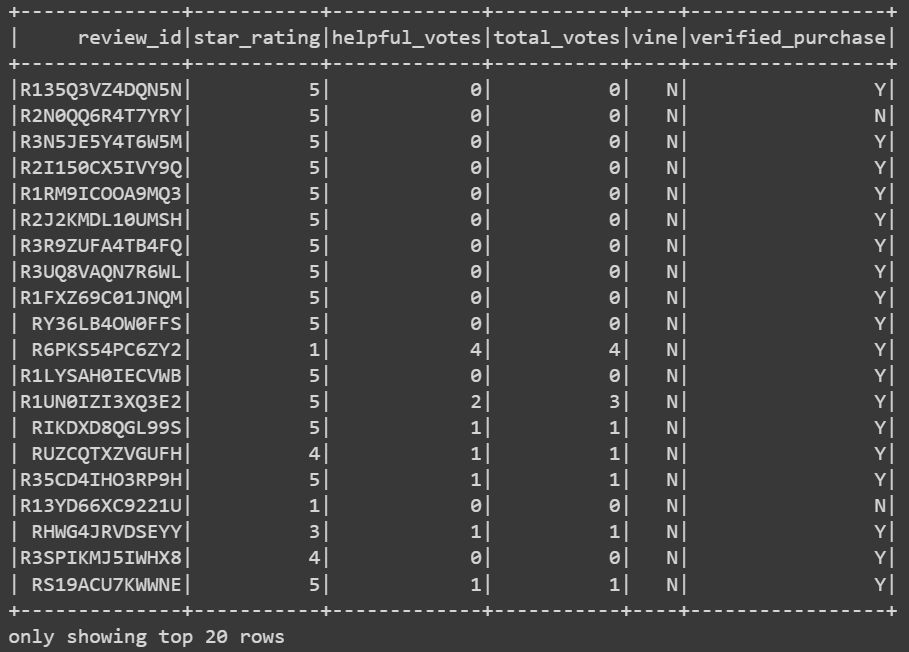 +--------------+-----------+-------------+-----------+----+-----------------+
|     review_id|star_rating|helpful_votes|total_votes|vine|verified_purchase|
+--------------+-----------+-------------+-----------+----+-----------------+
|R135Q3VZ4DQN5N|          5|            0|          0|   N|                Y|
|R2N0QQ6R4T7YRY|          5|            0|          0|   N|                N|
|R3N5JE5Y4T6W5M|          5|            0|          0|   N|                Y|
|R2I150CX5IVY9Q|          5|            0|          0|   N|                Y|
|R1RM9ICOOA9MQ3|          5|            0|          0|   N|                Y|
|R2J2KMDL10UMSH|          5|            0|          0|   N|                Y|
|R3R9ZUFA4TB4FQ|          5|            0|          0|   N|                Y|
|R3UQ8VAQN7R6WL|          5|            0|          0|   N|                Y|
|R1FXZ69C01JNQM|          5|            0|          0|   N|                Y|
| RY36LB4OW0FFS|          5|            0|          0|   N|                Y|
| R6PKS54PC6ZY2|          1|            4|          4|   N|                Y|
|R1LYSAH0IECVWB|          5|            0|          0|   N|                Y|
|R1UN0IZI3XQ3E2|          5|            2|          3|   N|                Y|
| RIKDXD8QGL99S|          5|            1|          1|   N|                Y|
| RUZCQTXZVGUFH|          4|            1|          1|   N|                Y|
|R35CD4IHO3RP9H|          5|            1|          1|   N|                Y|
|R13YD66XC9221U|          1|            0|          0|   N|                N|
| RHWG4JRVDSEYY|          3|            1|          1|   N|                Y|
|R3SPIKMJ5IWHX8|          4|            0|          0|   N|                Y|
| RS19ACU7KWWNE|          5|            1|          1|   N|                Y|
+--------------+-----------+-------------+-----------+----+-----------------+
only showing top 20 rows